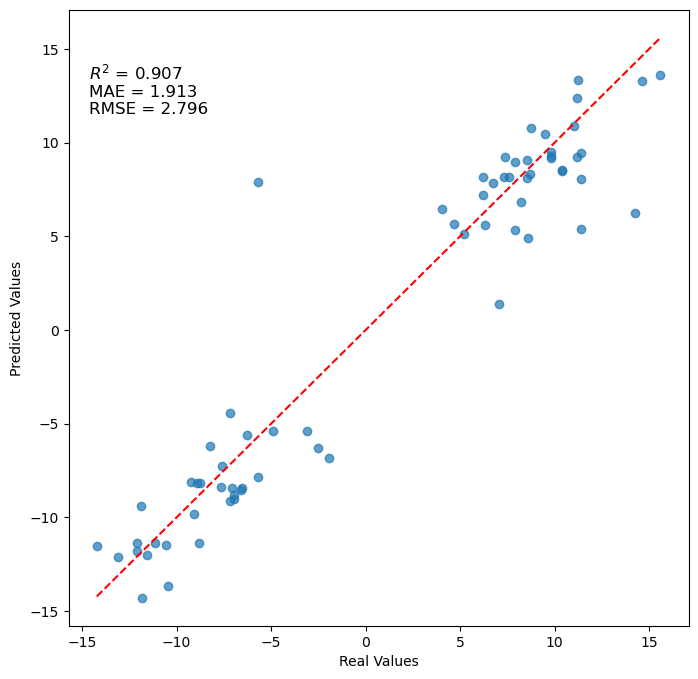 R² = 0.907
MAE = 1.913
RMSE = 2.796
15
10
5
0
−5
−10
−15
Predicted Values
−15 −10 −5 0 5 10 15
Real Values